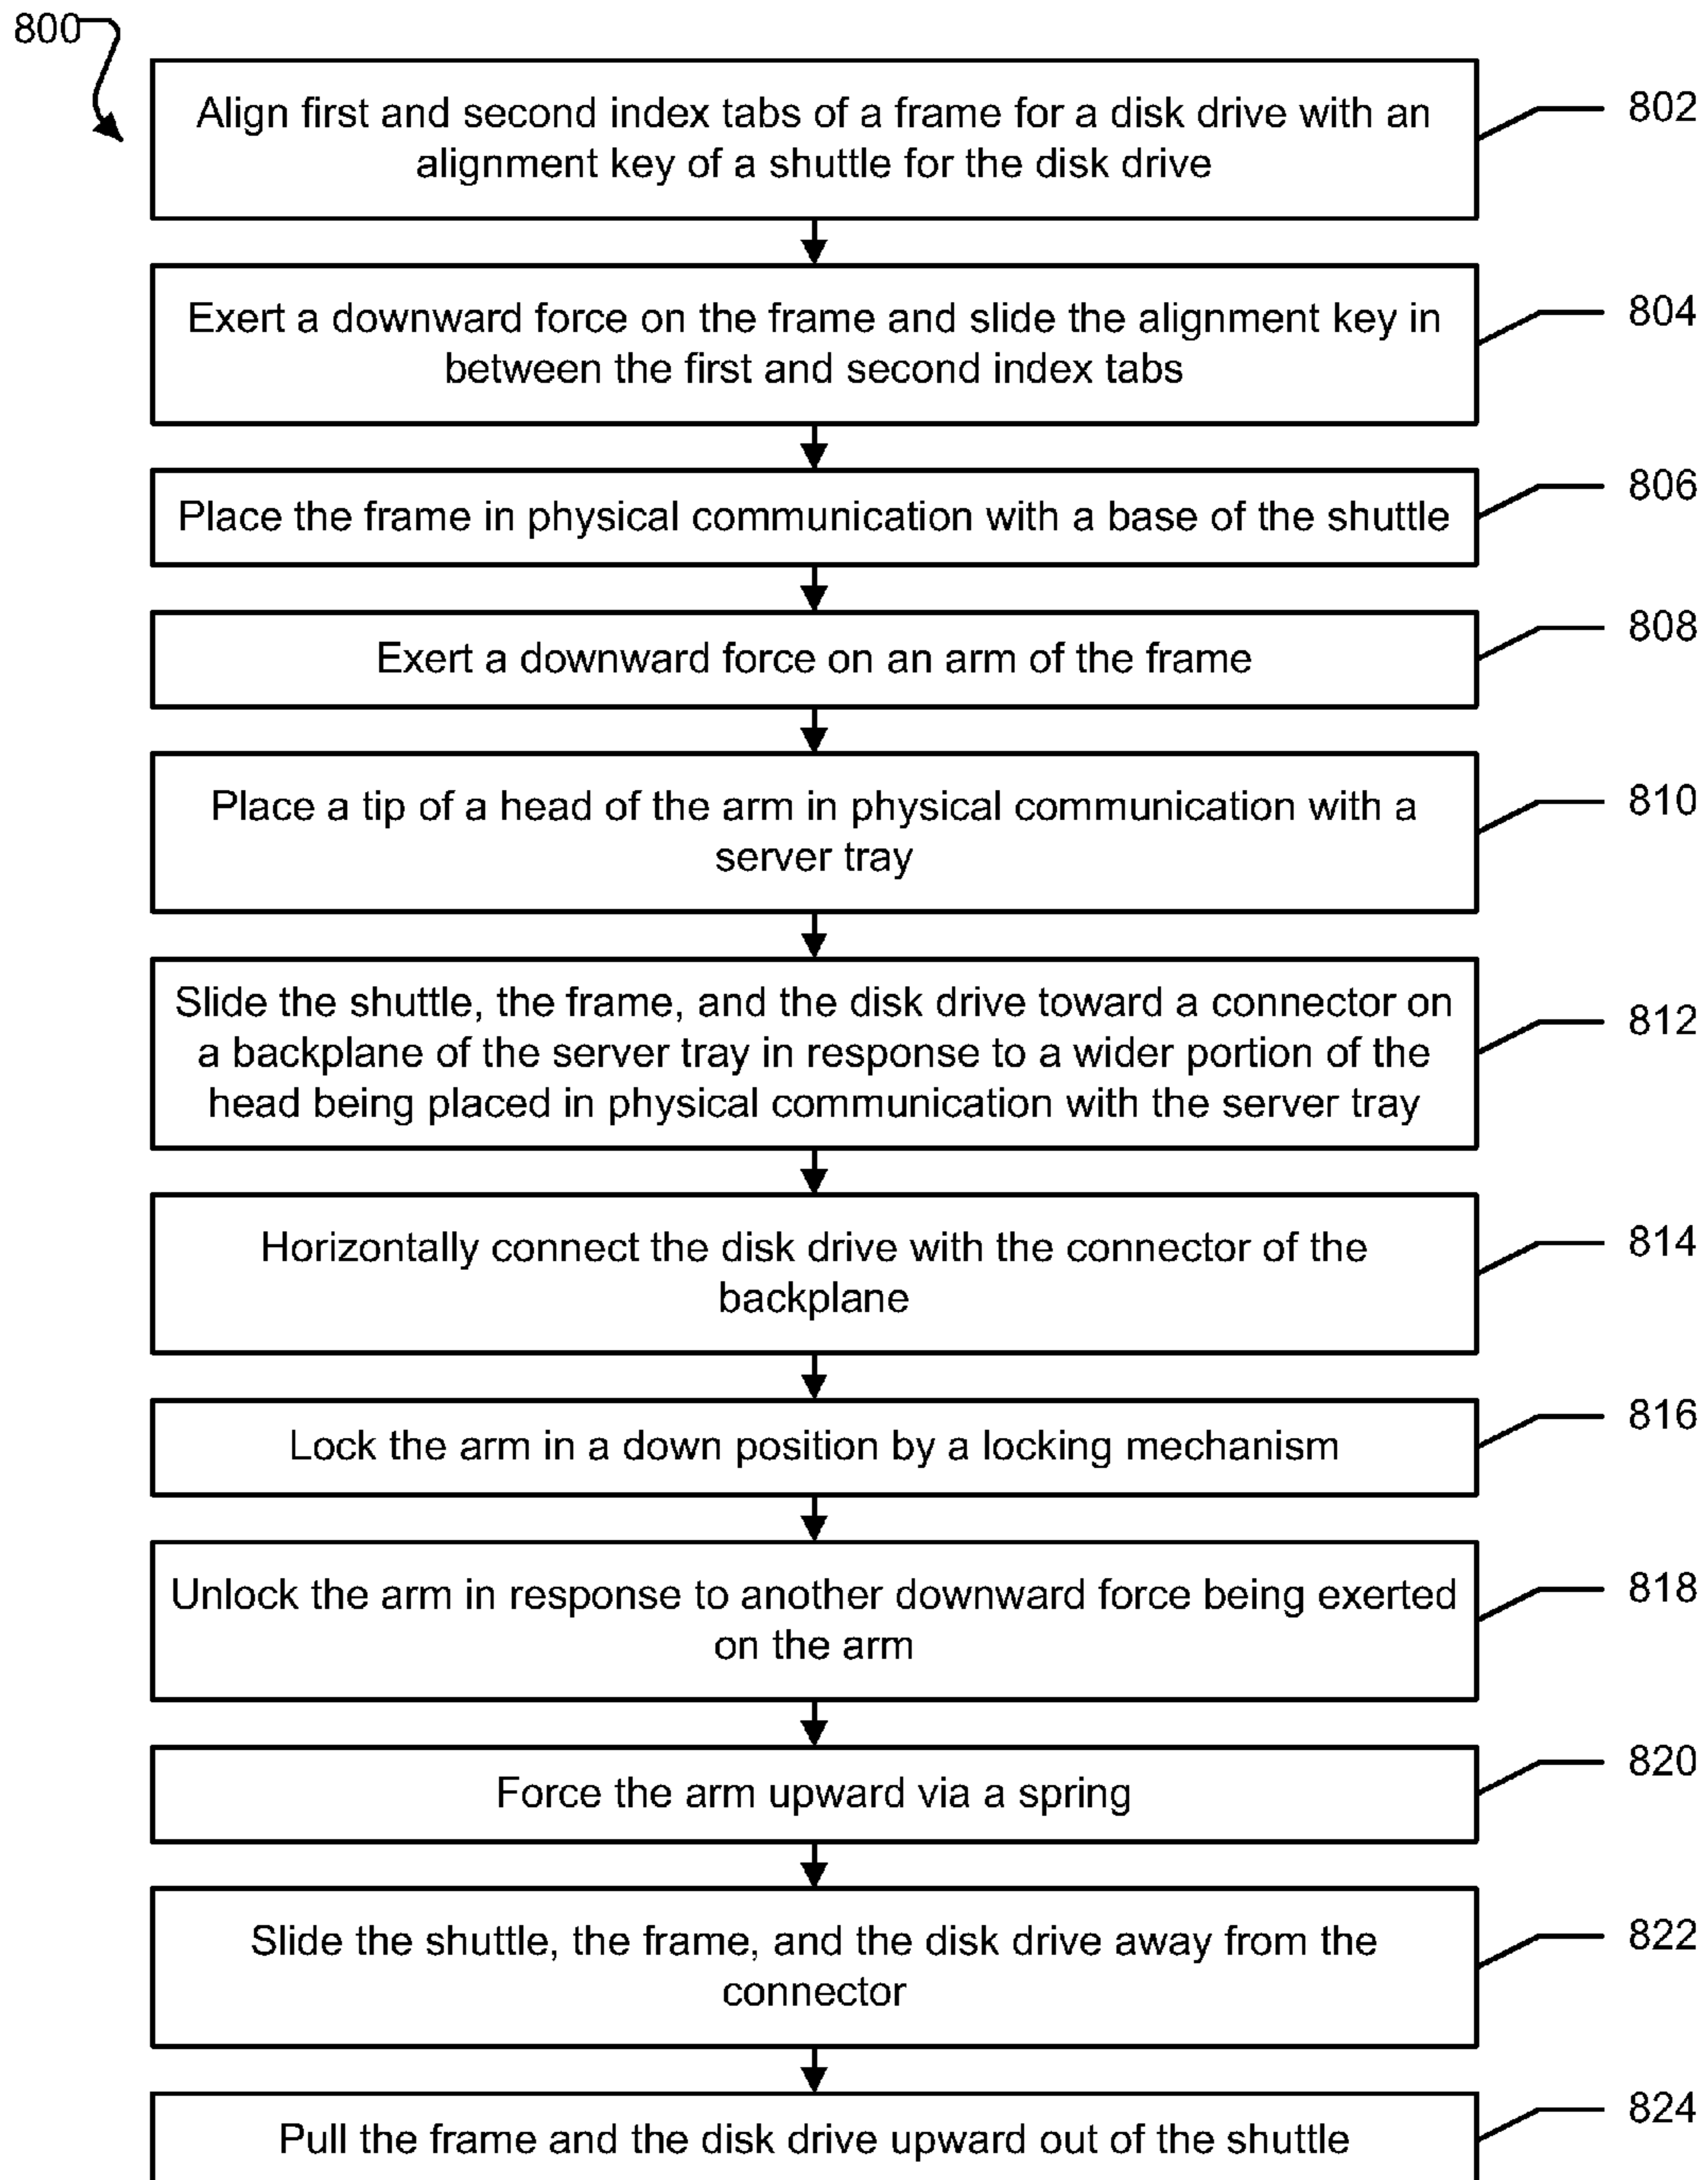 800
Align first and second index tabs of a frame for a disk drive with an
alignment key of a shuttle for the disk drive
802
Exert a downward force on the frame and slide the alignment key in
between the first and second index tabs
804
Place the frame in physical communication with a base of the shuttle
806
Exert a downward force on an arm of the frame
808
Place a tip of a head of the arm in physical communication with a
server tray
810
Slide the shuttle, the frame, and the disk drive toward a connector on
a backplane of the server tray in response to a wider portion of the
head being placed in physical communication with the server tray
812
Horizontally connect the disk drive with the connector of the
backplane
814
Lock the arm in a down position by a locking mechanism
816
Unlock the arm in response to another downward force being exerted
on the arm
818
Force the arm upward via a spring
820
Slide the shuttle, the frame, and the disk drive away from the
connector
822
Pull the frame and the disk drive upward out of the shuttle
824